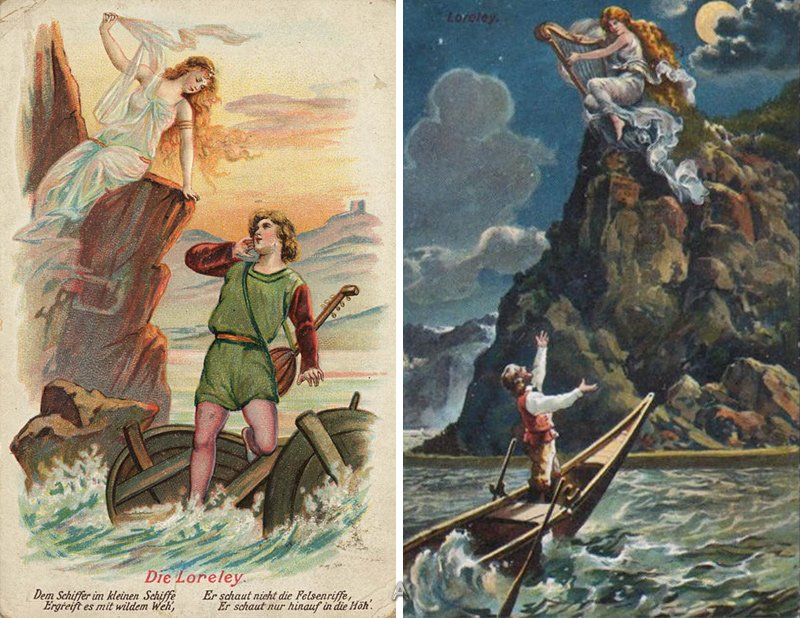 Die Loreley.
Dem Schiffer im kleinen Schiffe
Ergreift es mit wildem Weh,
Er schaut nicht die Felsenriffe,
Er schaut nur hinauf in die Höh'.
Loreley.
A